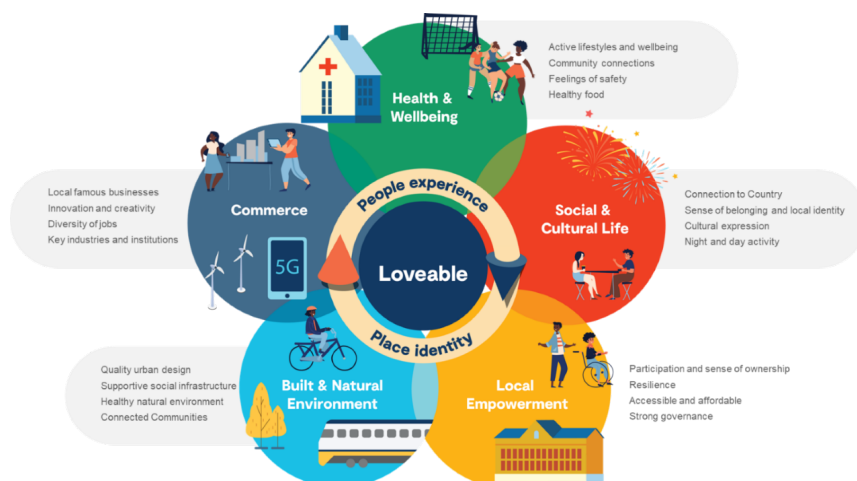 Health &
Wellbeing
Active lifestyles and wellbeing
Community connections
Feelings of safety
Healthy food
Commerce
Local famous businesses
Innovation and creativity
Diversity of jobs
Key industries and institutions
5G
People experience
Loveable
Place identity
Social &
Cultural Life
Connection to Country
Sense of belonging and local identity
Cultural expression
Night and day activity
Built & Natural
Environment
Quality urban design
Supportive social infrastructure
Healthy natural environment
Connected Communities
Local
Empowerment
Participation and sense of ownership
Resilience
Accessible and affordable
Strong governance